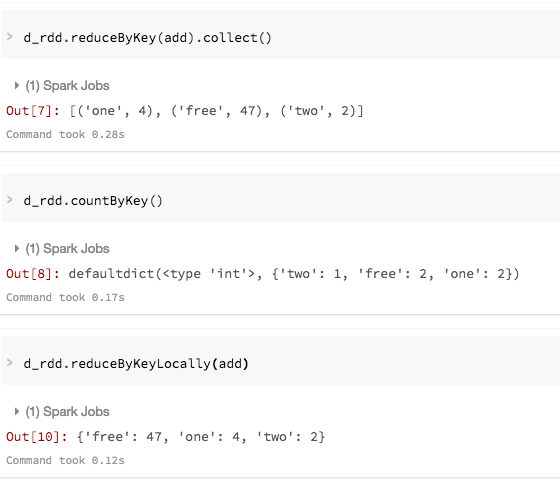 > d_rdd.reduceByKey(add).collect()
(1) Spark Jobs
Out[7]: [('one', 4), ('free', 47), ('two', 2)]
Command took 0.28s
> d_rdd.countByKey()
(1) Spark Jobs
Out[8]: defaultdict(<type 'int'>, {'two': 1, 'free': 2, 'one': 2})
Command took 0.17s
> d_rdd.reduceByKeyLocally(add)
(1) Spark Jobs
Out[10]: {'free': 47, 'one': 4, 'two': 2}
Command took 0.12s